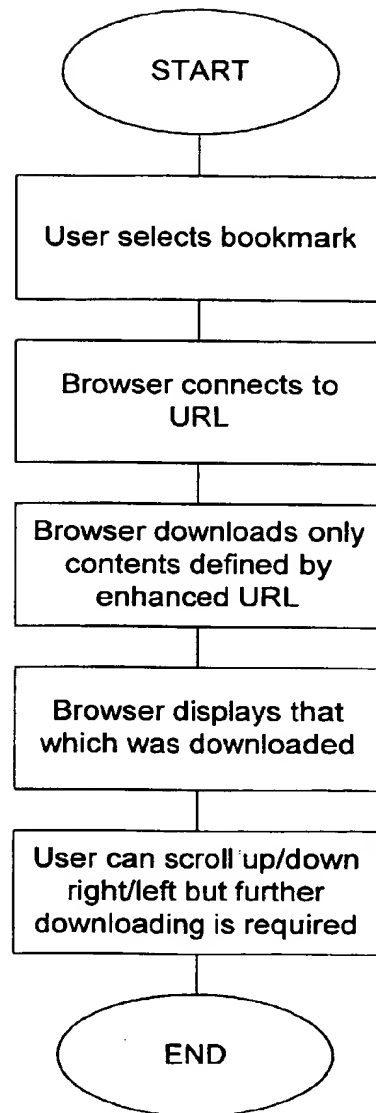 START
User selects bookmark
Browser connects to
URL
Browser downloads only
contents defined by
enhanced URL
Browser displays that
which was downloaded
User can scroll up/down
right/left but further
downloading is required
END